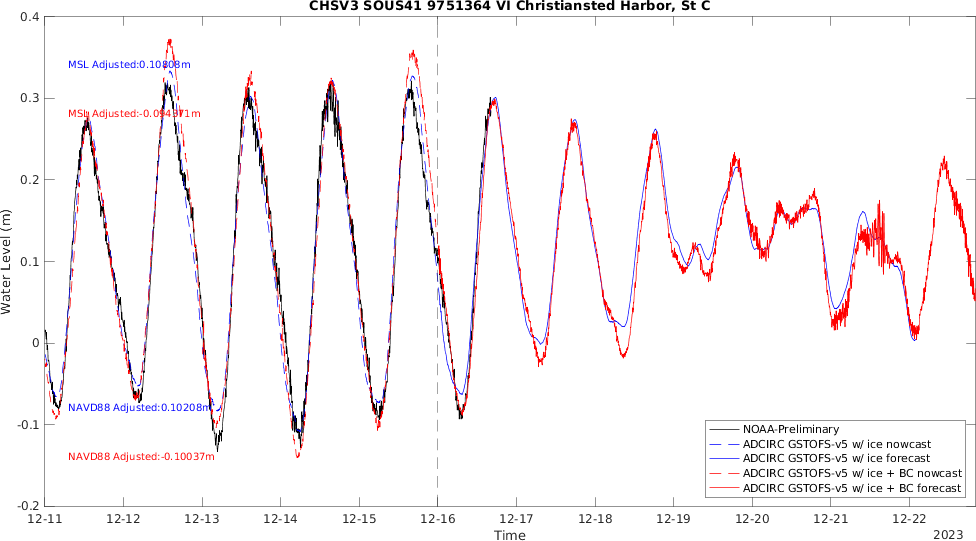 CHSV3 SOUS41 9751364 VI Christiansted Harbor, St C
0.4
0.3
0.2
0.1
0
-0.1
-0.2
Water Level (m)
MSL Adjusted:0.10808m
MSL Adjusted:-0.094971m
NAVD88 Adjusted:0.10208m
NAVD88 Adjusted:-0.10037m
NOAA-Preliminary
ADCIRC GSTOFS-v5 w/ ice nowcast
ADCIRC GSTOFS-v5 w/ ice forecast
ADCIRC GSTOFS-v5 w/ ice + BC nowcast
ADCIRC GSTOFS-v5 w/ ice + BC forecast
12-11 12-12 12-13 12-14 12-15 12-16 12-17 12-18 12-19 12-20 12-21 12-22
Time
2023